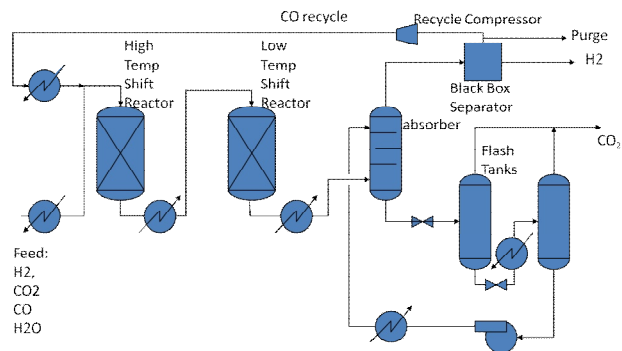 CO recycle
Recycle Compressor
Purge
H2
Black Box
Separator
High
Temp
Shift
Reactor
Low
Temp
Shift
Reactor
absorber
Flash
Tanks
CO₂
Feed:
H2,
CO2
CO
H2O